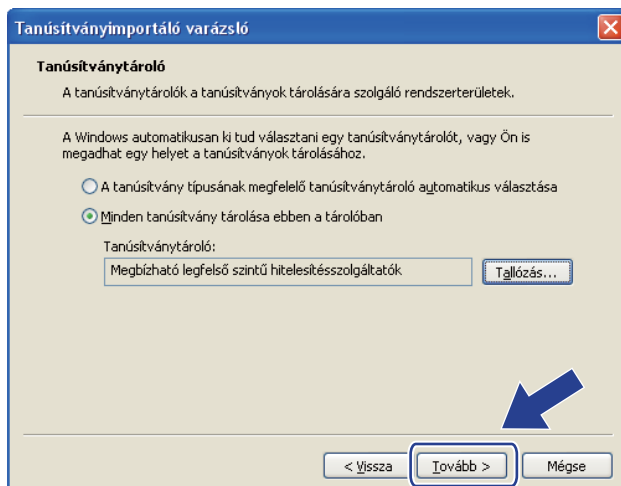 Tanúsítványimportáló varázsló
Tanúsítványtároló
A tanúsítványtárolók a tanúsítványok tárolására szolgáló rendszerterületek.
A Windows automatikusan ki tud választani egy tanúsítványtárolót, vagy Ön is
megadhat egy helyet a tanúsítványok tárolásához.
A tanúsítvány típusának megfelelő tanúsítványtároló automatikus választása
Minden tanúsítvány tárolása ebben a tárolóban
Tanúsítványtároló:
Megbízható legfelső szintű hitelesítésszolgáltatók
Tallózás...
< Vissza
Tovább >
Mégse